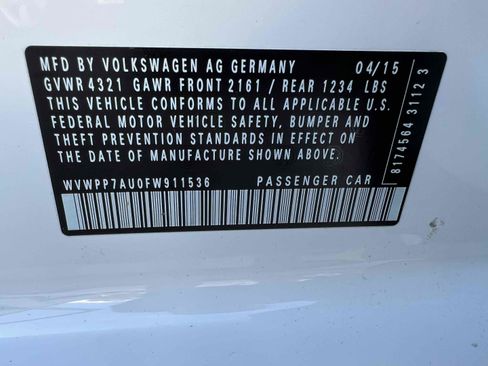 MFD BY VOLKSWAGEN AG GERMANY 04/15
GVWR 4321 GAWR FRONT 2161 / REAR 1234 LBS
THIS VEHICLE CONFORMS TO ALL APPLICABLE U.S.
FEDERAL MOTOR VEHICLE SAFETY, BUMPER AND
THEFT PREVENTION STANDARDS IN EFFECT ON
THE DATE OF MANUFACTURE SHOWN ABOVE.
WVWPP7AU0FW911536 PASSENGER CAR
8174564 3112 3